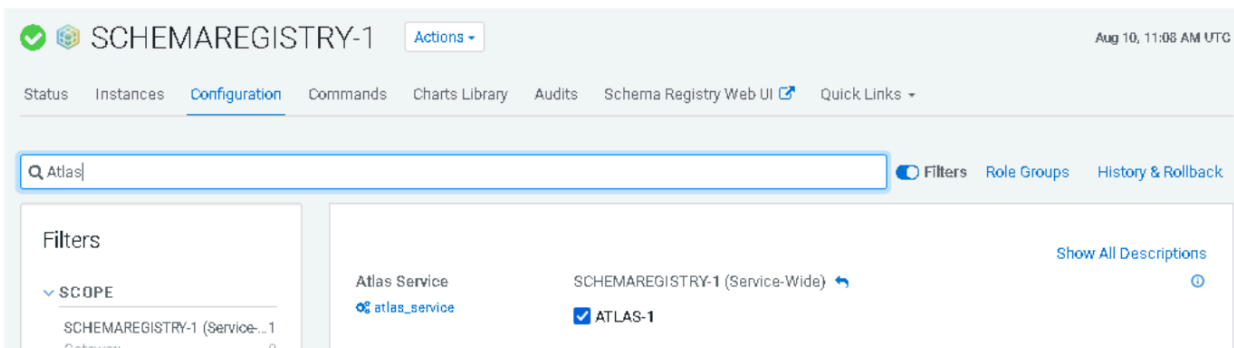 SCHEMAREGISTRY-1 Actions
Aug 10, 11:08 AM UTC
Status Instances Configuration Commands Charts Library Audits Schema Registry Web UI Quick Links
Atlas
Filters Role Groups History & Rollback
Filters
Show All Descriptions
Atlas Service SCHEMAREGISTRY-1 (Service-Wide)
SCOPE
atlas_service
ATLAS-1
SCHEMAREGISTRY-1 (Service-... 1